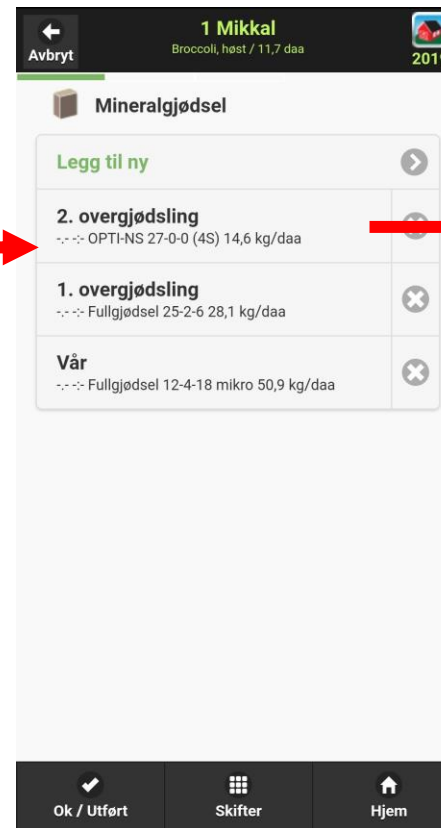 1 Mikkal
Avbryt
Broccoli, høst / 11,7 daa
2019
Mineralgjødsel
Legg til ny
2. overgjødsling
-.- -:- OPTI-NS 27-0-0 (4S) 14,6 kg/daa
1. overgjødsling
-.- -:- Fullgjødsel 25-2-6 28,1 kg/daa
Vår
-.- -:- Fullgjødsel 12-4-18 mikro 50,9 kg/daa
Ok / Utført
Skifter
Hjem